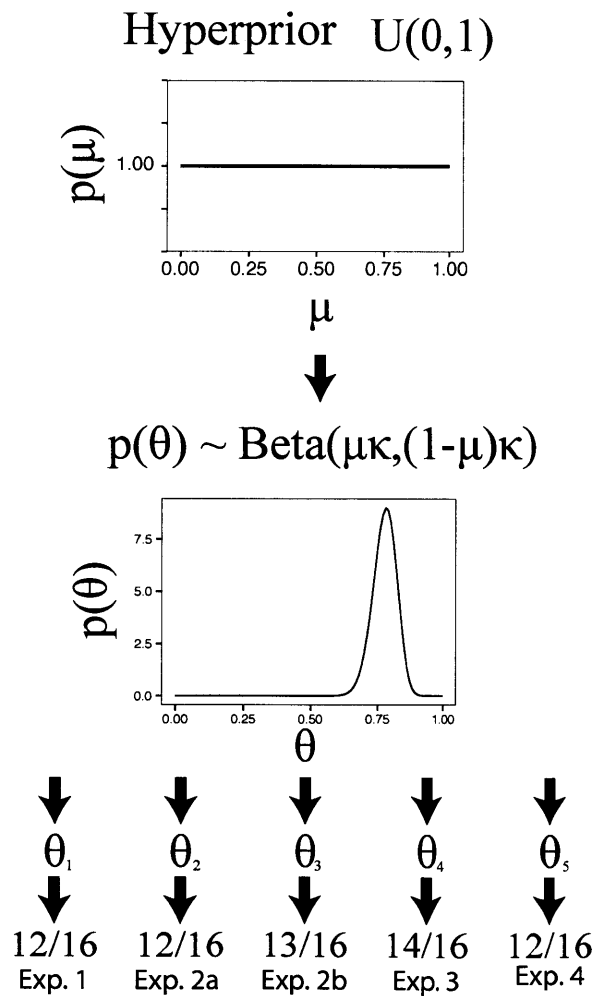 Hyperprior U(0,1)
p(μ)
1.00
0.00 0.25 0.50 0.75 1.00
μ
p(θ) ~ Beta(μκ,(1-μ)κ)
p(θ)
7.5
5.0
2.5
0.0
0.00 0.25 0.50 0.75 1.00
θ
θ₁ θ₂ θ₃ θ₄ θ₅
12/16 12/16 13/16 14/16 12/16
Exp. 1 Exp. 2a Exp. 2b Exp. 3 Exp. 4